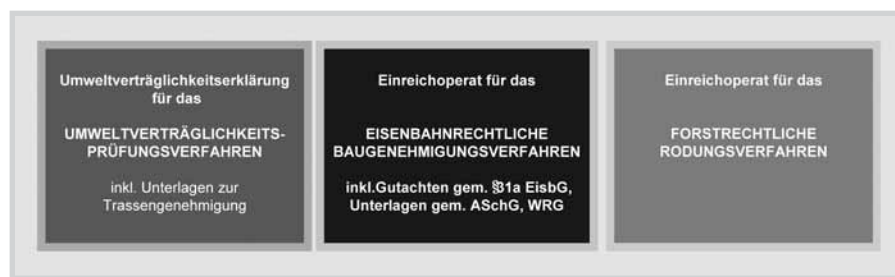 Umweltverträglichkeitserklärung
für das
UMWELTVERTRÄGLICHKEITS-
PRÜFUNGSVERFAHREN
inkl. Unterlagen zur
Trassengenehmigung
Einreichoperat für das
EISENBAHNRECHTLICHE
BAUGENEHMIGUNGSVERFAHREN
inkl.Gutachten gem. §31a EisbG,
Unterlagen gem. ASchG, WRG
Einreichoperat für das
FORSTRECHTLICHE
RODUNGSVERFAHREN